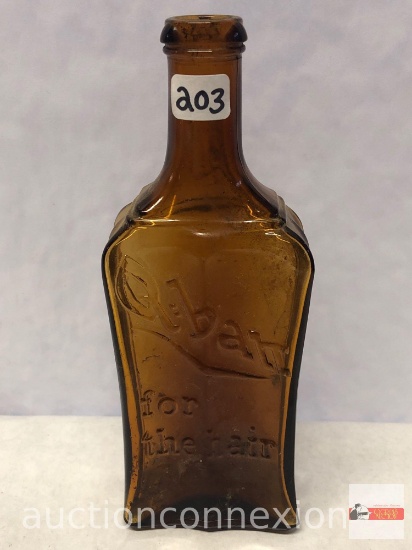 203
Q-ban
for
the hair
auctionconnexion